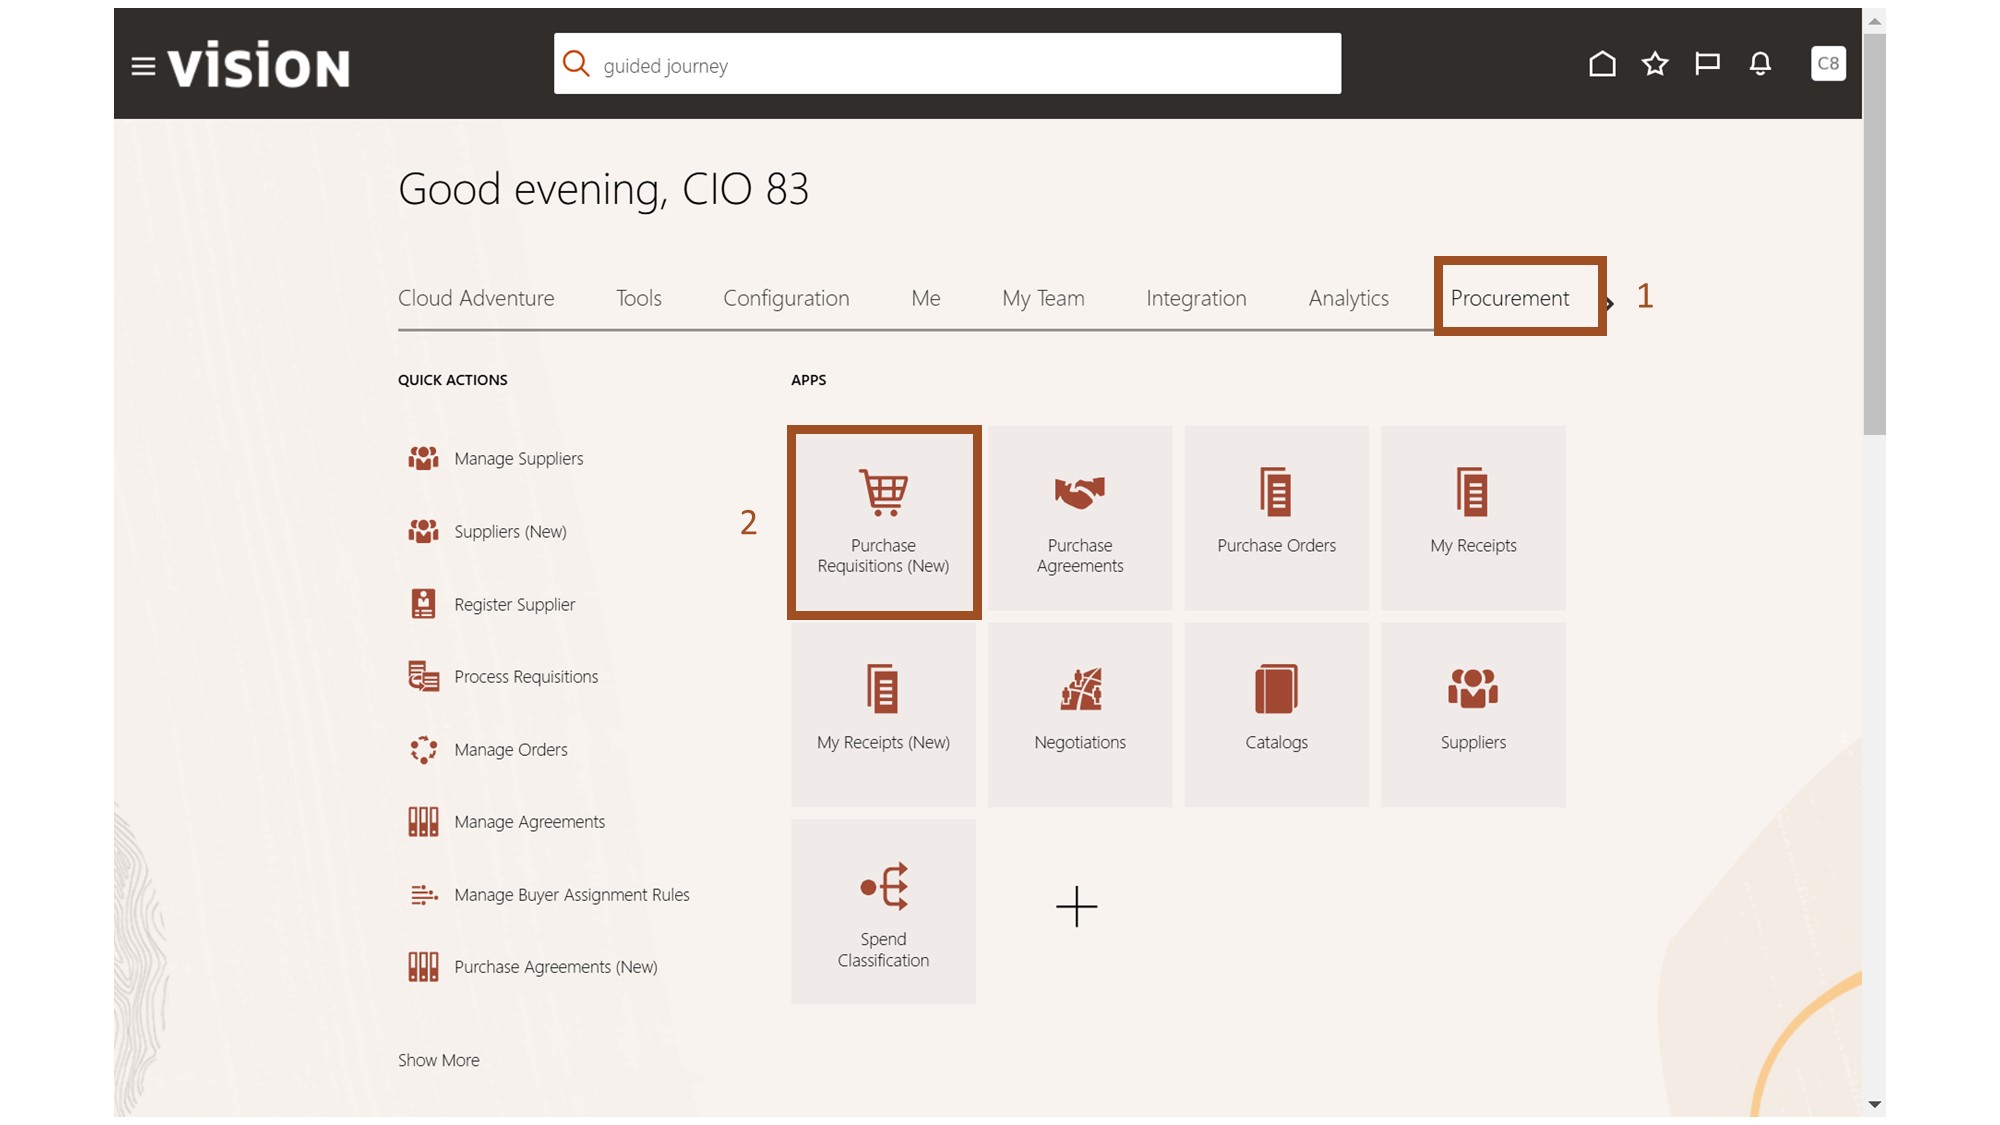 vision
guided journey
C8
Good evening, CIO 83
Cloud Adventure Tools Configuration Me My Team Integration Analytics Procurement 1
QUICK ACTIONS
Manage Suppliers
Suppliers (New)
Register Supplier
Process Requisitions
Manage Orders
Manage Agreements
Manage Buyer Assignment Rules
Purchase Agreements (New)
Show More
APPS
2
Purchase
Requisitions (New)
Purchase
Agreements
Purchase Orders
My Receipts
My Receipts (New)
Negotiations
Catalogs
Suppliers
Spend
Classification